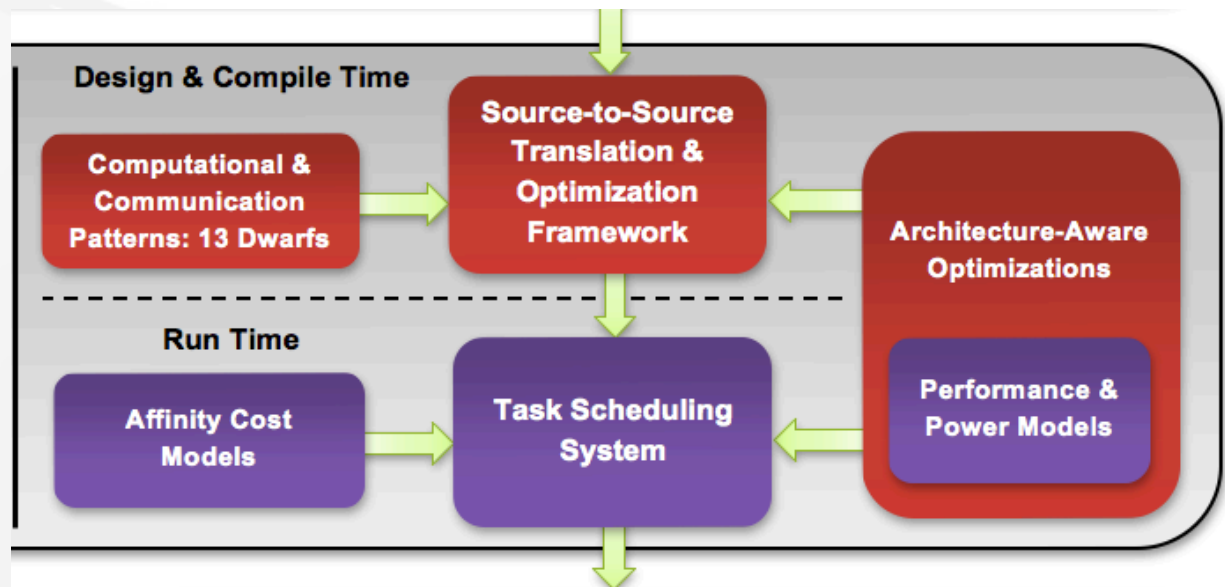 Design & Compile Time
Source-to-Source
Translation &
Optimization
Framework
Computational &
Communication
Patterns: 13 Dwarfs
Architecture-Aware
Optimizations
Run Time
Affinity Cost
Models
Task Scheduling
System
Performance &
Power Models